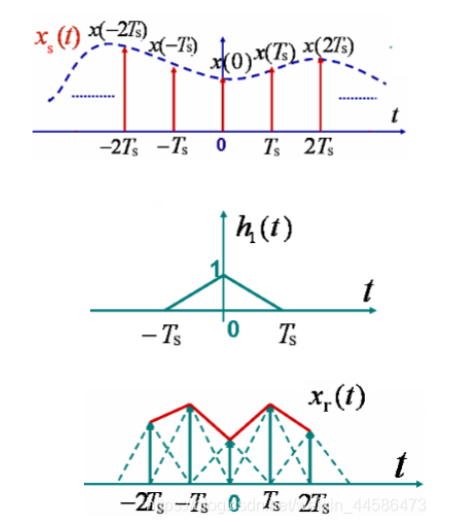 xₛ(t) x(−2Tₛ) x(−Tₛ) x(0) x(Tₛ) x(2Tₛ)
t
−2Tₛ −Tₛ 0 Tₛ 2Tₛ
h₁(t)
1
t
−Tₛ 0 Tₛ
xᵣ(t)
t
−2Tₛ −Tₛ 0 Tₛ 2Tₛ
44586473